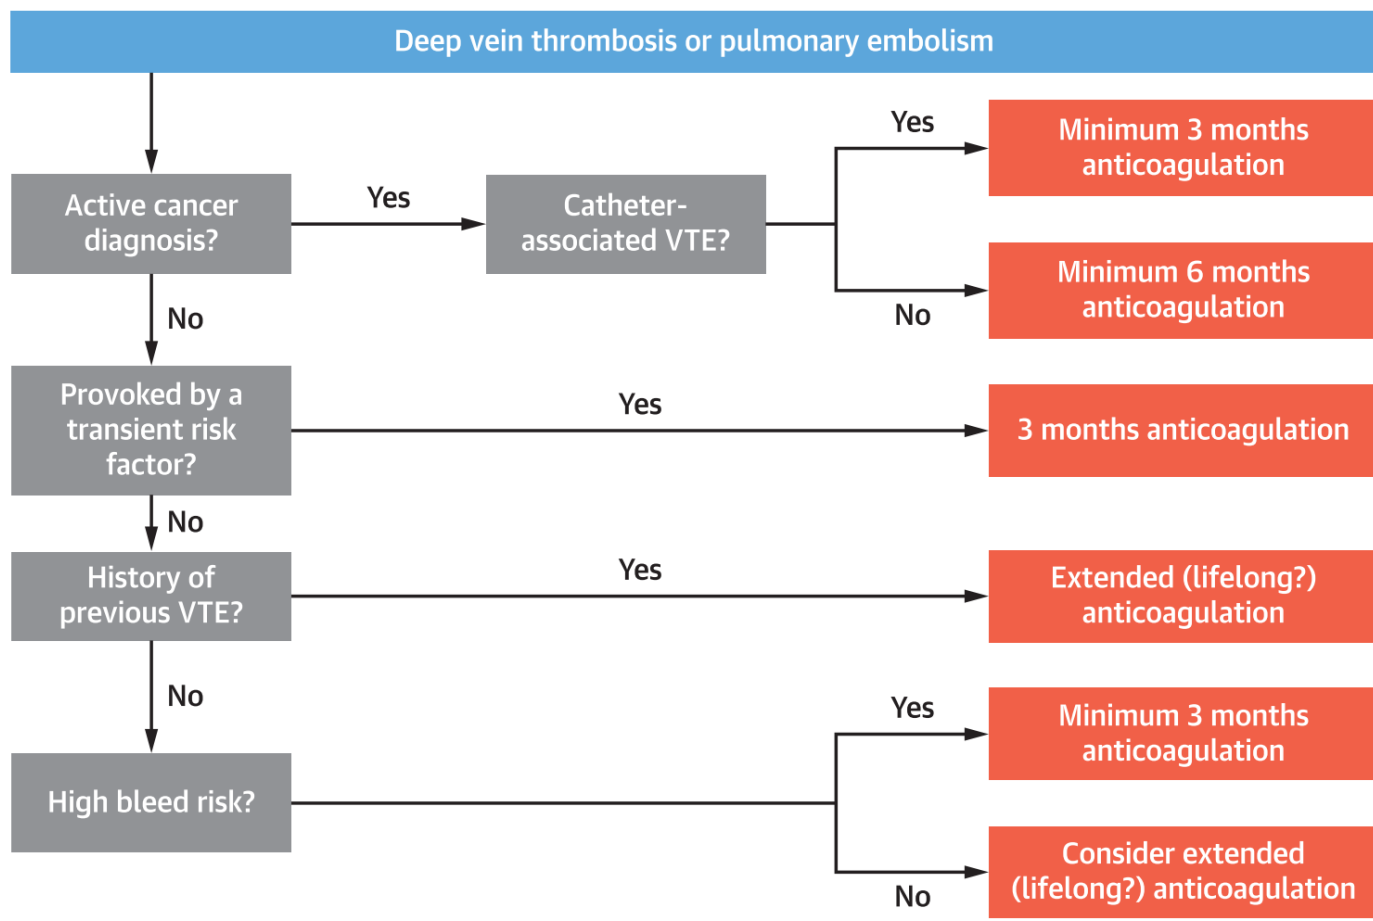 Deep vein thrombosis or pulmonary embolism
Yes
Minimum 3 months
anticoagulation
Active cancer
diagnosis?
Yes
Catheter-
associated VTE?
No
Minimum 6 months
anticoagulation
No
Provoked by a
transient risk
factor?
Yes
3 months anticoagulation
No
History of
previous VTE?
Yes
Extended (lifelong?)
anticoagulation
No
High bleed risk?
Yes
Minimum 3 months
anticoagulation
No
Consider extended
(lifelong?) anticoagulation